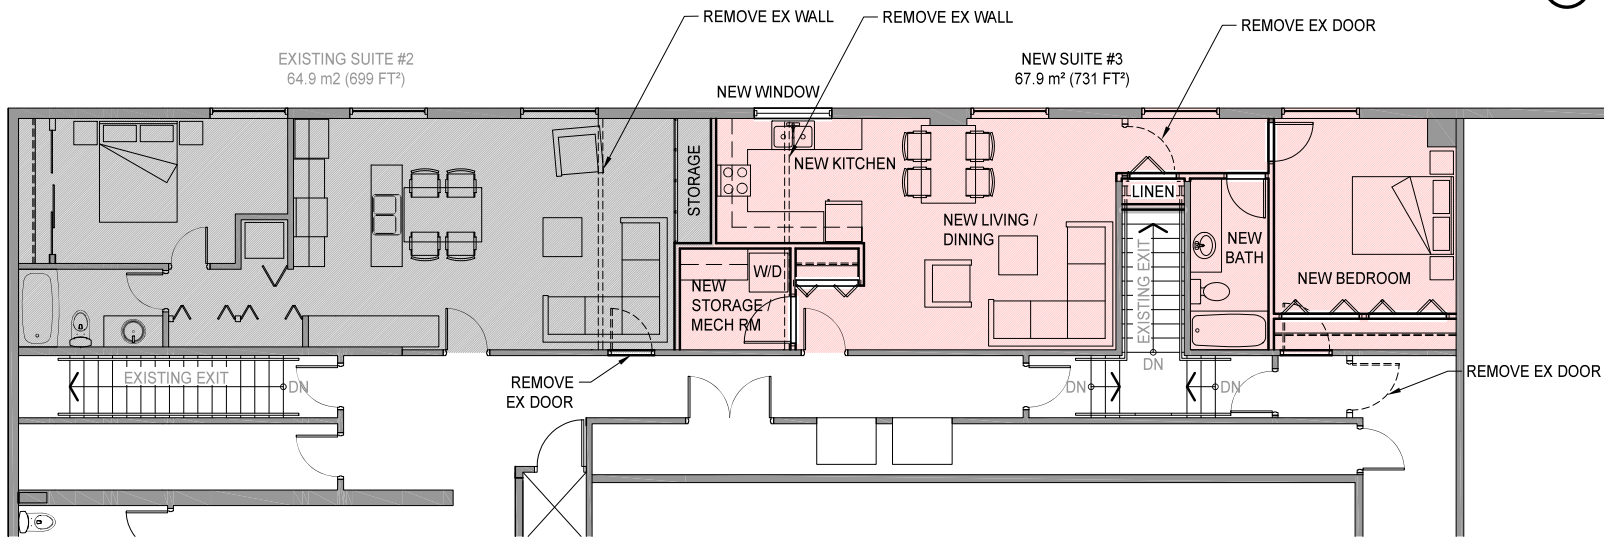 REMOVE EX WALL
REMOVE EX WALL
REMOVE EX DOOR
EXISTING SUITE #2
64.9 m2 (699 FT²)
NEW SUITE #3
67.9 m² (731 FT²)
NEW WINDOW
STORAGE
NEW KITCHEN
LINEN
NEW LIVING /
DINING
NEW
BATH
EXISTING EXIT
W/D
NEW
STORAGE /
MECH RM
NEW BEDROOM
DN
EXISTING EXIT
DN
REMOVE
EX DOOR
DN
DN
REMOVE EX DOOR